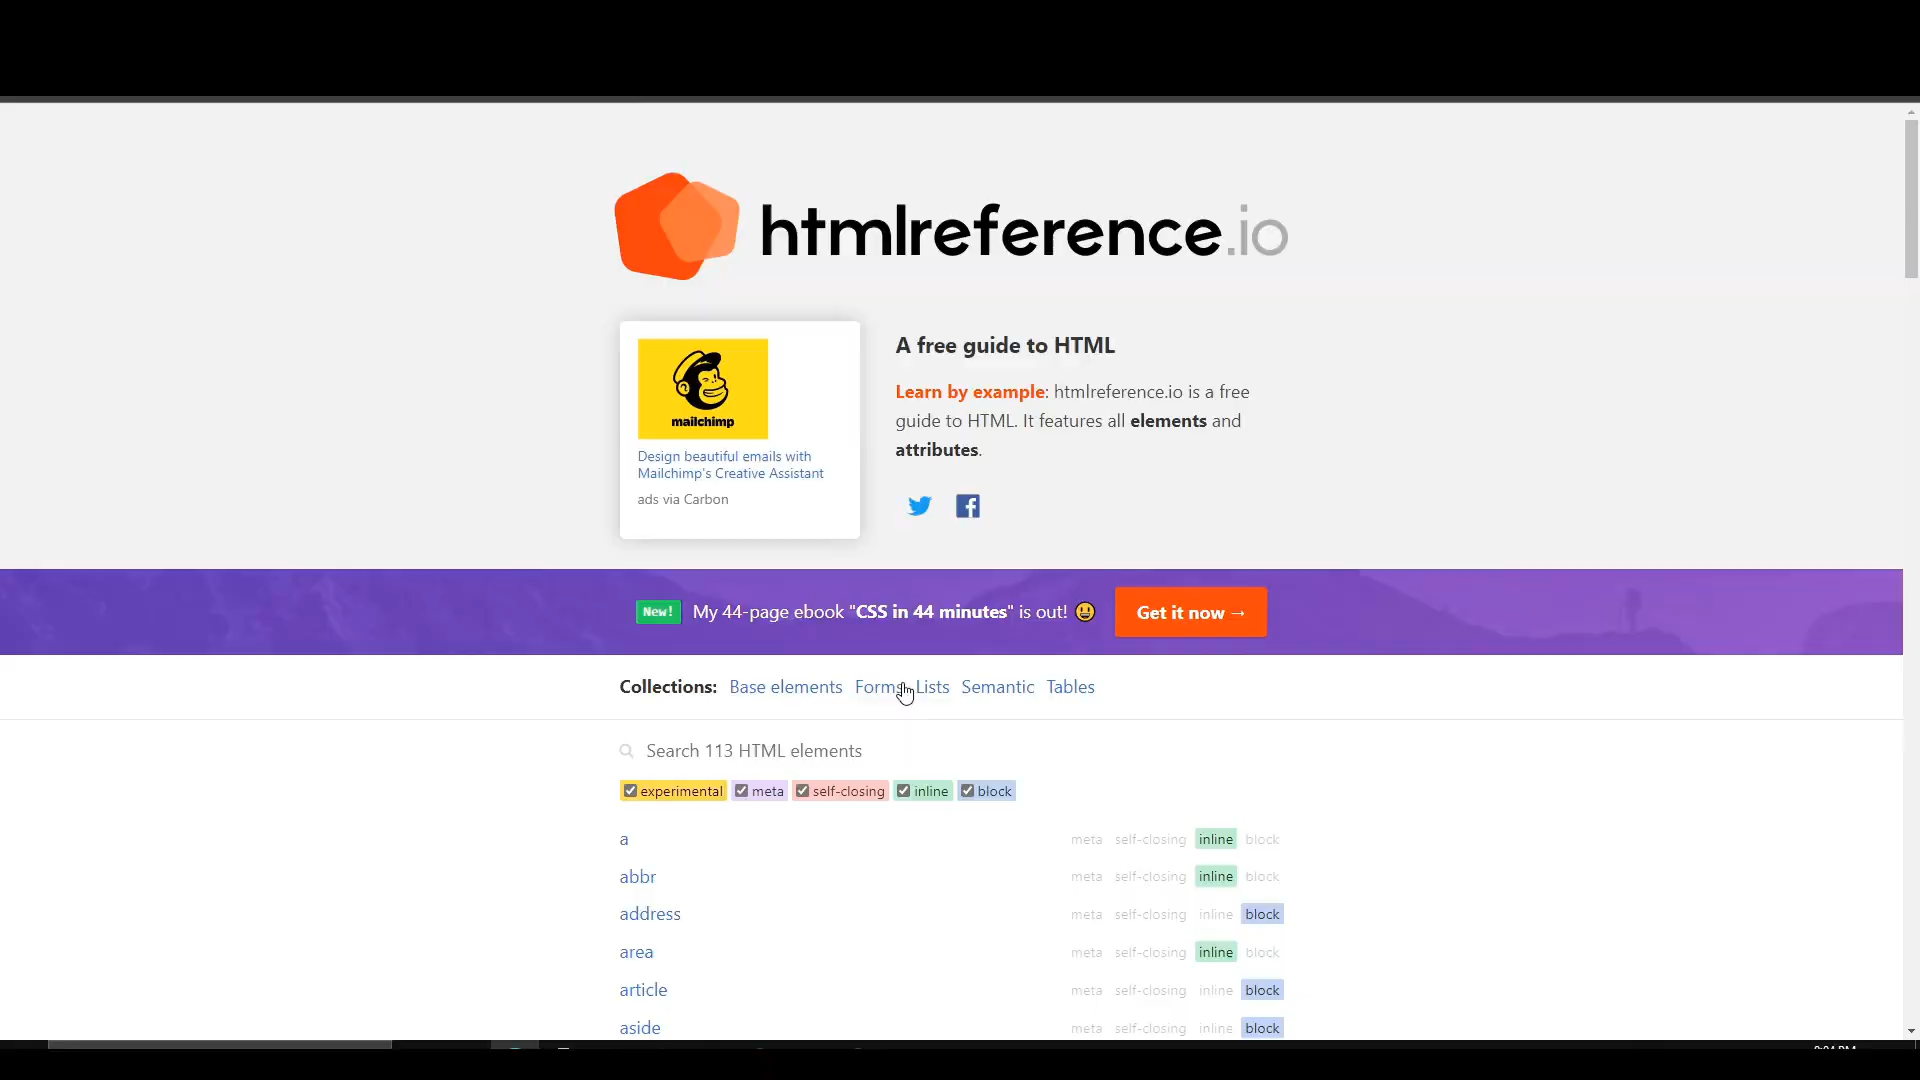 htmlreference.io
mailchimp
Design beautiful emails with
Mailchimp's Creative Assistant
ads via Carbon
A free guide to HTML
Learn by example: htmlreference.io is a free
guide to HTML. It features all elements and
attributes.
New! My 44-page ebook "CSS in 44 minutes" is out! 😃 Get it now →
Collections: Base elements Forms Lists Semantic Tables
Search 113 HTML elements
experimental meta self-closing inline block
a meta self-closing inline block
abbr meta self-closing inline block
address meta self-closing inline block
area meta self-closing inline block
article meta self-closing inline block
aside meta self-closing inline block